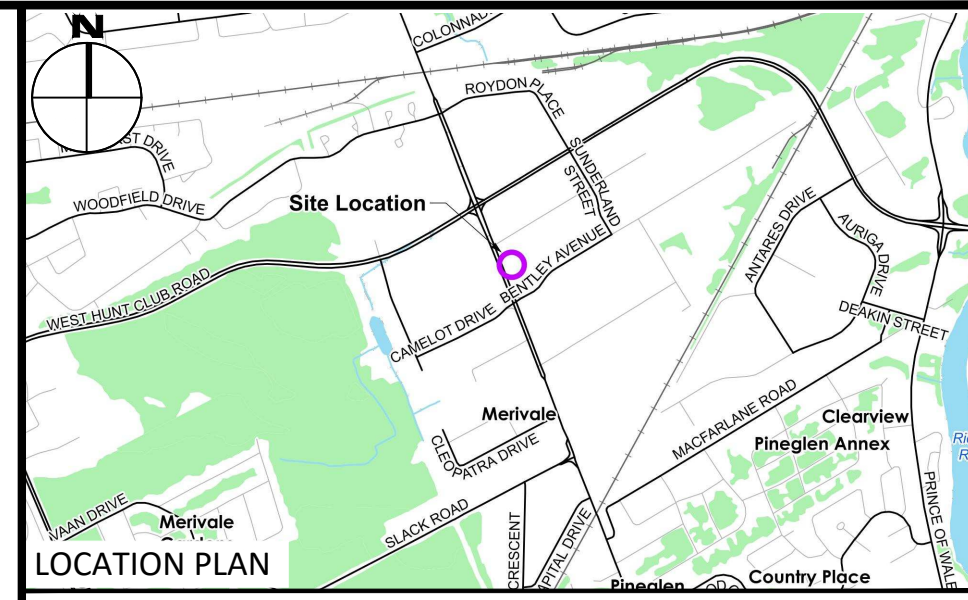 N
COLONNAD
ROYDON PLACE
ST DRIVE
SUNDERLAND
STREET
WOODFIELD DRIVE
Site Location
ANTARES DRIVE
AURIGA DRIVE
BENTLEY AVENUE
WEST HUNT CLUB ROAD
DEAKIN STREET
CAMELOT DRIVE
MACFARLANE ROAD
Merivale
Clearview
Pineglen Annex
CLEOPATRA DRIVE
PRINCE OF WALE
SLACK ROAD
VAAN DRIVE
Merivale
CRESCENT
APITAL DRIVE
LOCATION PLAN
Pineglen
Country Place